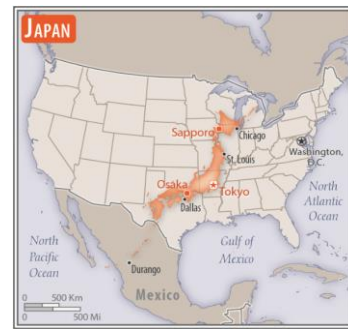 JAPAN
Sapporo
Chicago
Washington,
D.C.
St. Louis
Osaka
Tokyo
Dallas
North
Pacific
Ocean
Gulf of
Mexico
North
Atlantic
Ocean
Durango
Mexico
0 500 Km
0 500 Mi